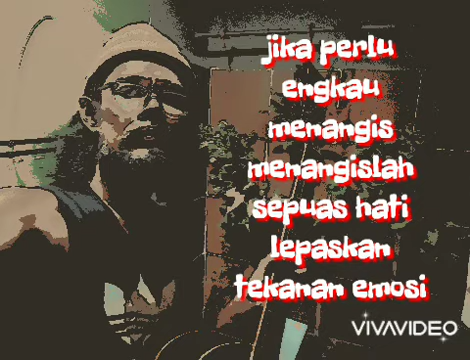 jika perlu
engkau
menangis
menangislah
sepuas hati
lepaskan
tekanan emosi
VIVAVIDEO